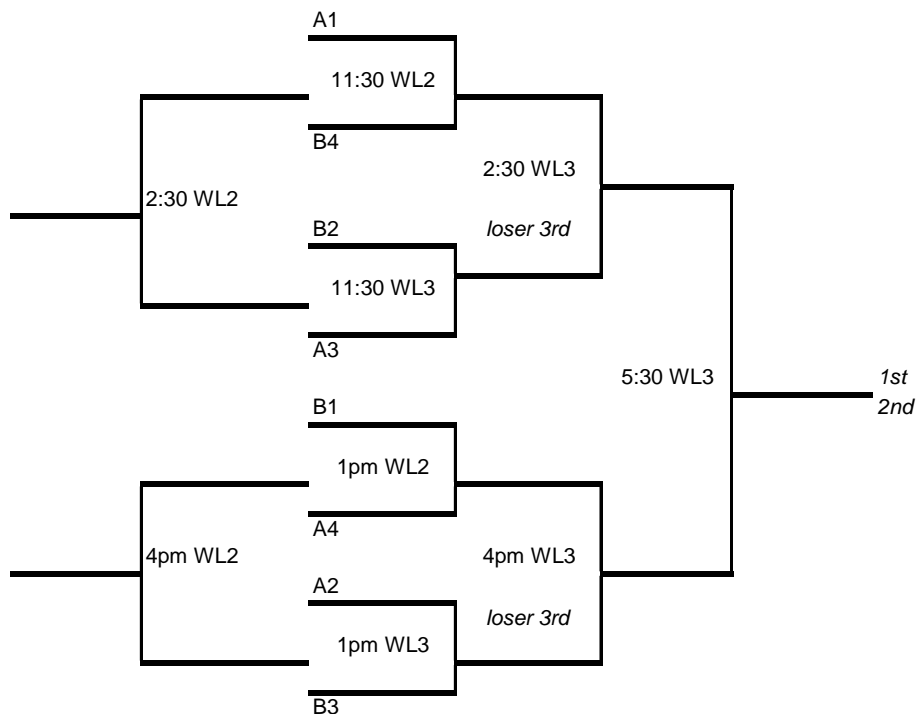 A1
11:30 WL2
B4
2:30 WL3
2:30 WL2
B2
loser 3rd
11:30 WL3
A3
5:30 WL3
1st
2nd
B1
1pm WL2
A4
4pm WL2
4pm WL3
A2
loser 3rd
1pm WL3
B3